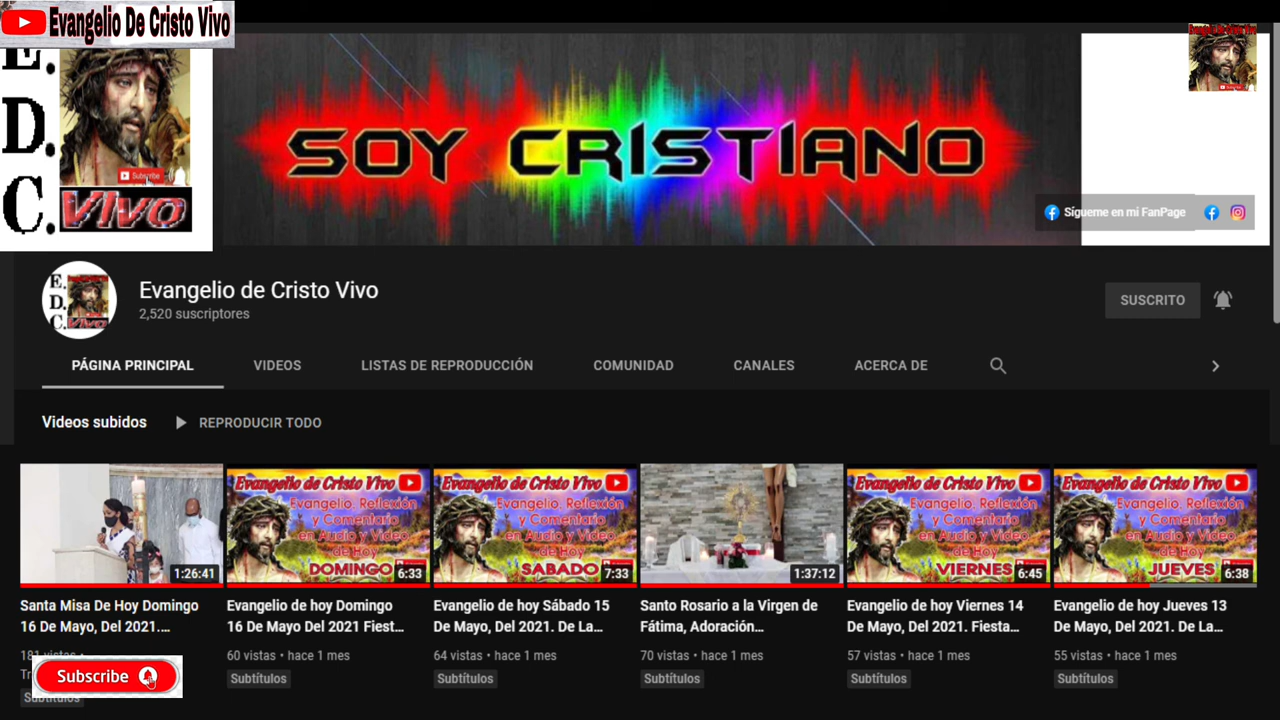 Evangelio De Cristo Vivo
E.
D.
C.
Subscribe
Vivo
SOY CRISTIANO
Sígueme en mi FanPage
Evangelio de Cristo Vivo
2,520 suscriptores
SUSCRITO
PÁGINA PRINCIPAL VIDEOS LISTAS DE REPRODUCCIÓN COMUNIDAD CANALES ACERCA DE
Videos subidos REPRODUCIR TODO
1:26:41
Evangelio de Cristo Vivo
Evangelio, Reflexión
y Comentario
en Audio y Video
de Hoy
DOMINGO 6:33
Evangelio de Cristo Vivo
Evangelio, Reflexión
y Comentario
en Audio y Video
de Hoy
SABADO 7:33
1:37:12
Evangelio de Cristo Vivo
Evangelio, Reflexión
y Comentario
en Audio y Video
de Hoy
VIERNES 6:45
Evangelio de Cristo Vivo
Evangelio, Reflexión
y Comentario
en Audio y Video
de Hoy
JUEVES 6:38
Santa Misa De Hoy Domingo
16 De Mayo, Del 2021....
181 vistas •
Subtítulos
Evangelio de hoy Domingo
16 De Mayo Del 2021 Fiest...
60 vistas • hace 1 mes
Subtítulos
Evangelio de hoy Sábado 15
De Mayo, Del 2021. De La...
64 vistas • hace 1 mes
Subtítulos
Santo Rosario a la Virgen de
Fátima, Adoración...
70 vistas • hace 1 mes
Subtítulos
Evangelio de hoy Viernes 14
De Mayo, Del 2021. Fiesta...
57 vistas • hace 1 mes
Subtítulos
Evangelio de hoy Jueves 13
De Mayo, Del 2021. De La...
55 vistas • hace 1 mes
Subtítulos
Subscribe